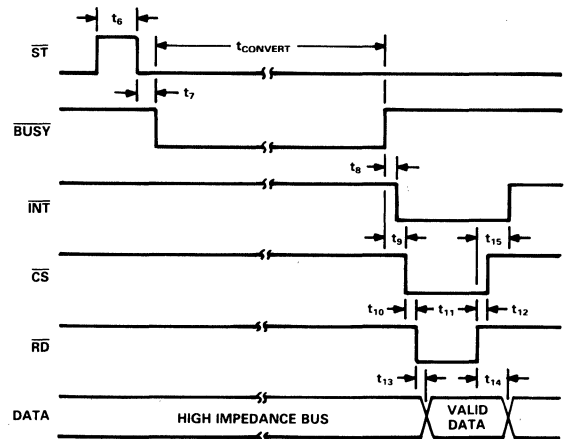 t6
ST
tCONVERT
t7
BUSY
t8
INT
t9
t15
CS
t10
t11
t12
RD
t13
t14
DATA
HIGH IMPEDANCE BUS
VALID
DATA